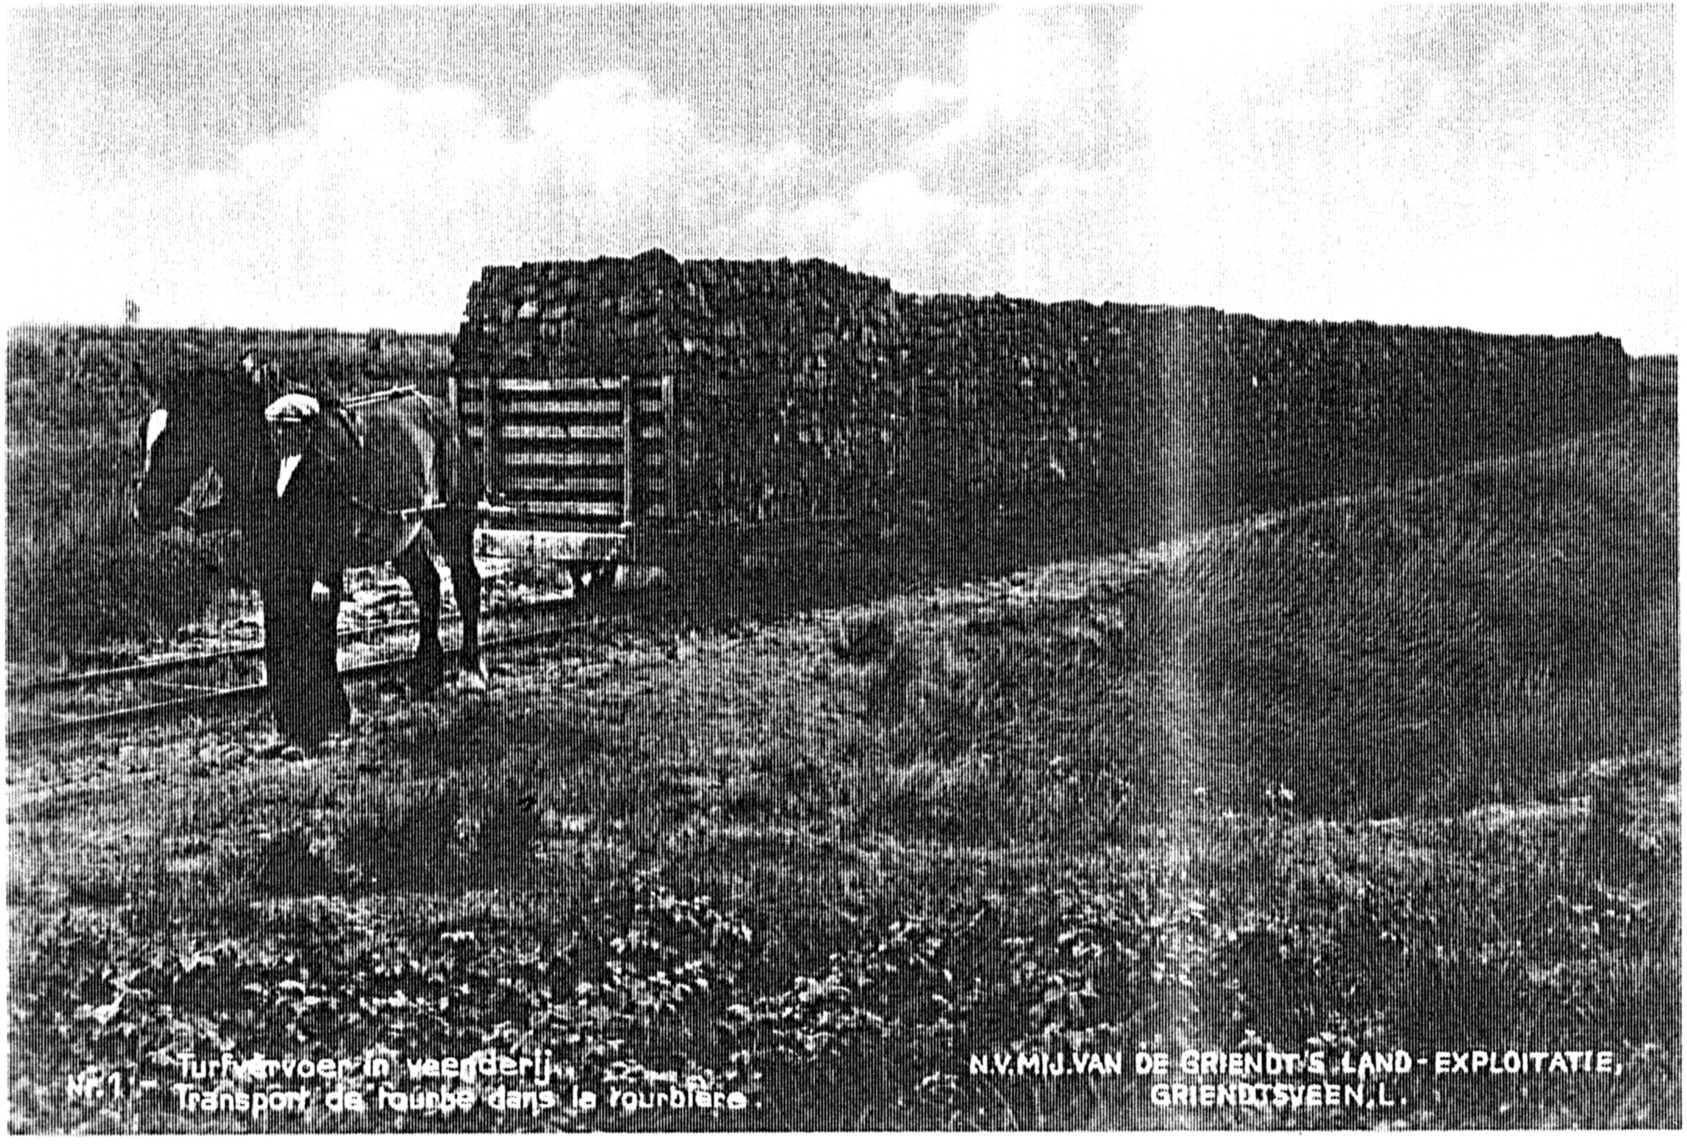 Nr.1 - Turfvervoer in veenderij.
Transport de tourbe dans la tourbière.
N.V.MIJ.VAN DE GRIENDT'S LAND-EXPLOITATIE,
GRIENDTSVEEN,L.